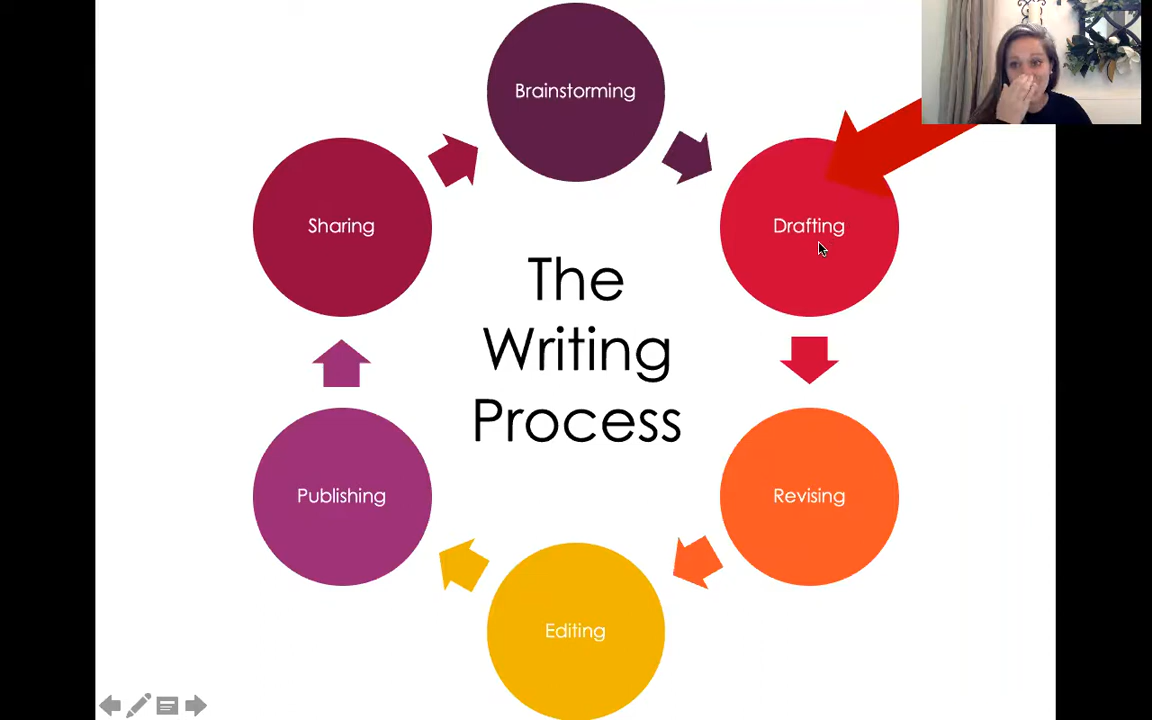 Brainstorming
Drafting
Revising
Editing
Publishing
Sharing
The
Writing
Process